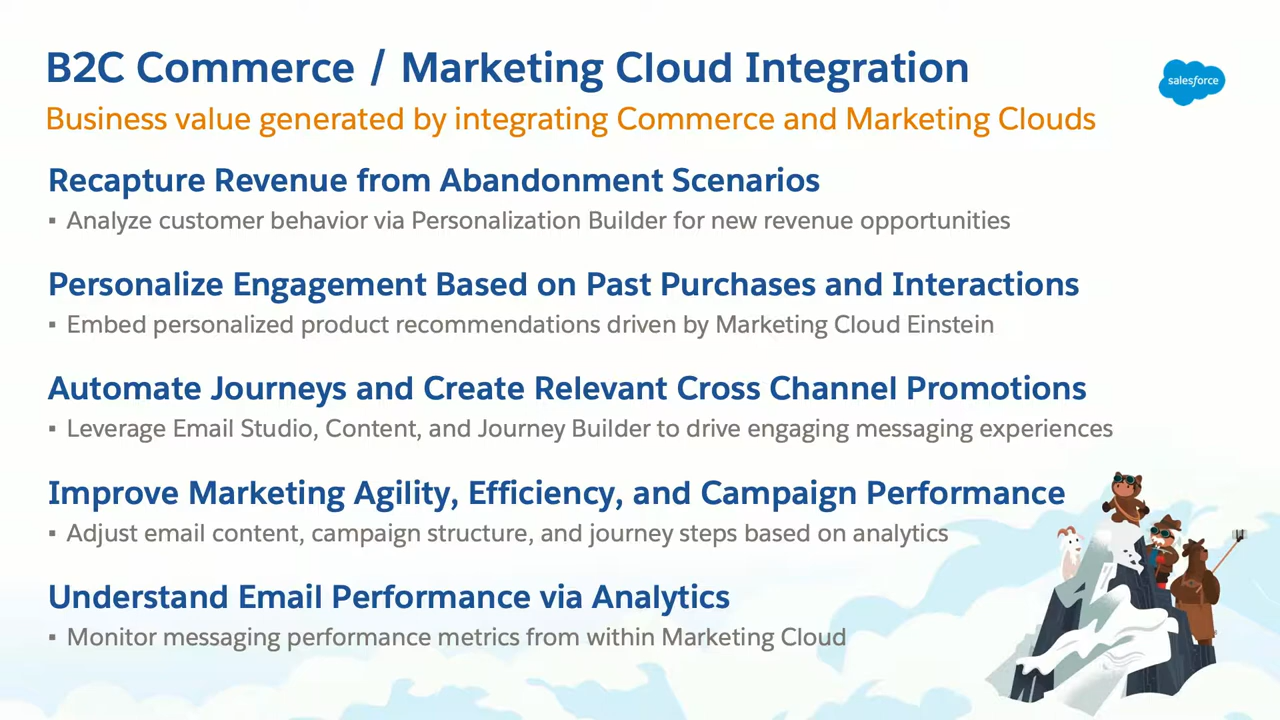 B2C Commerce / Marketing Cloud Integration
salesforce
Business value generated by integrating Commerce and Marketing Clouds
Recapture Revenue from Abandonment Scenarios
▪ Analyze customer behavior via Personalization Builder for new revenue opportunities
Personalize Engagement Based on Past Purchases and Interactions
▪ Embed personalized product recommendations driven by Marketing Cloud Einstein
Automate Journeys and Create Relevant Cross Channel Promotions
▪ Leverage Email Studio, Content, and Journey Builder to drive engaging messaging experiences
Improve Marketing Agility, Efficiency, and Campaign Performance
▪ Adjust email content, campaign structure, and journey steps based on analytics
Understand Email Performance via Analytics
▪ Monitor messaging performance metrics from within Marketing Cloud